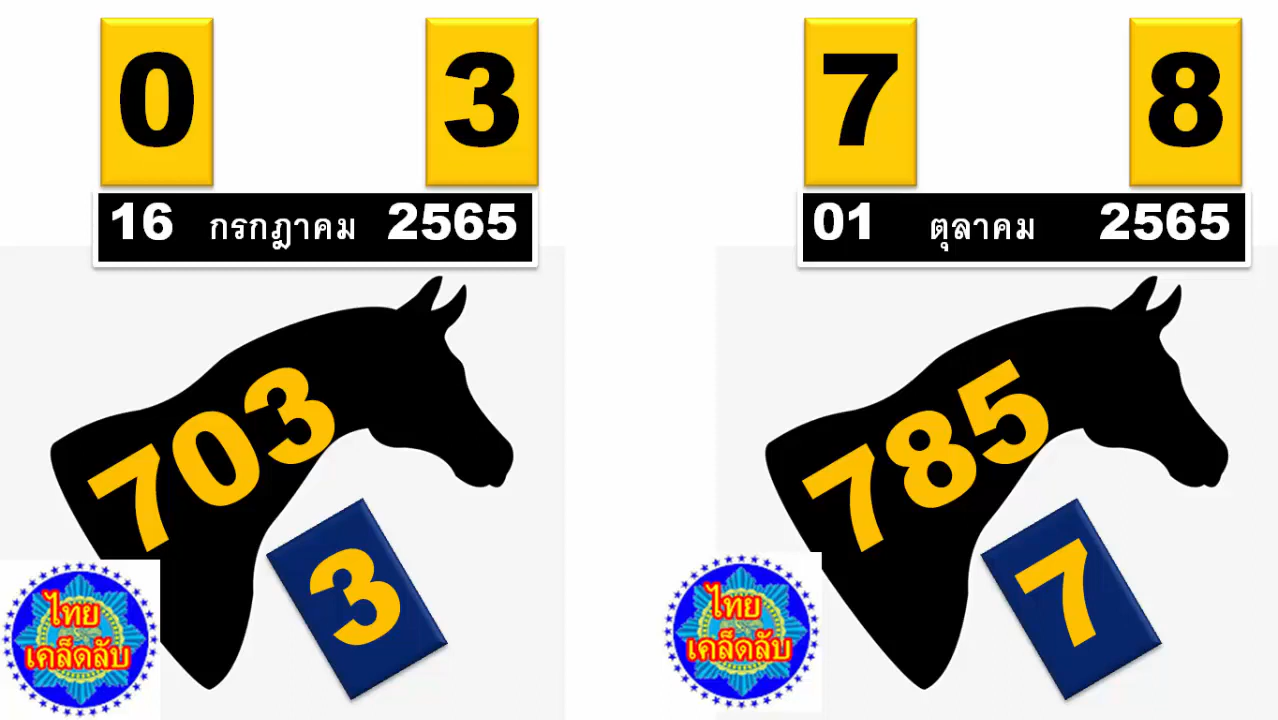 0 3
16 กรกฎาคม 2565
703
3
ไทย
เคล็ดลับ
7 8
01 ตุลาคม 2565
785
7
ไทย
เคล็ดลับ